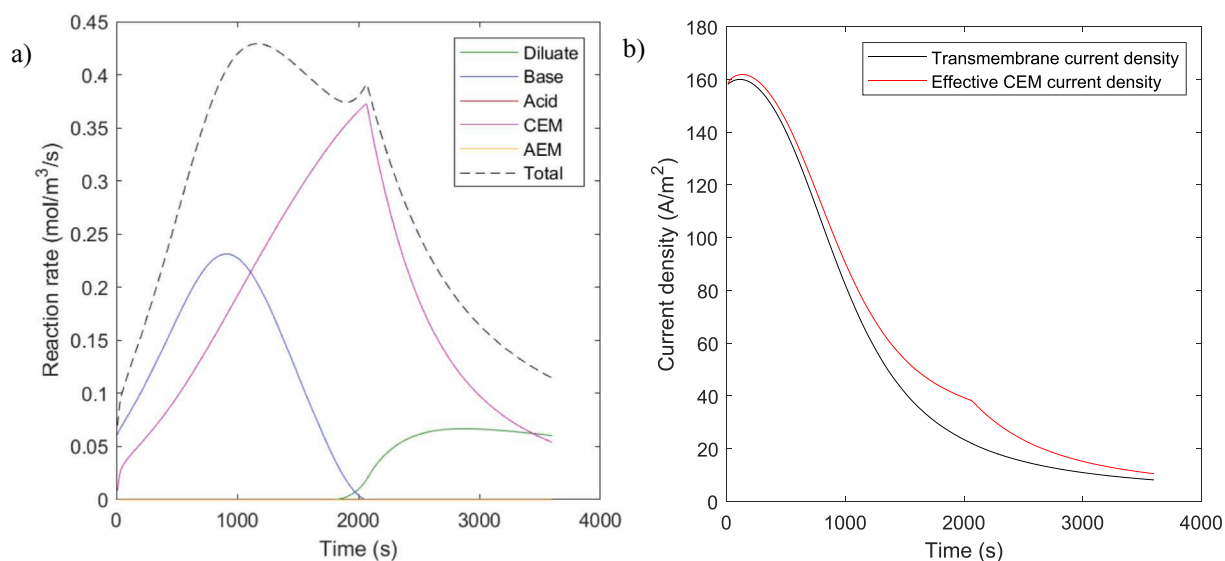 a)
Reaction rate (mol/m³/s)
0.45
0.4
0.35
0.3
0.25
0.2
0.15
0.1
0.05
0
Diluate
Base
Acid
CEM
AEM
Total
0 1000 2000 3000 4000
Time (s)
b)
Current density (A/m²)
180
160
140
120
100
80
60
40
20
0
Transmembrane current density
Effective CEM current density
0 1000 2000 3000 4000
Time (s)